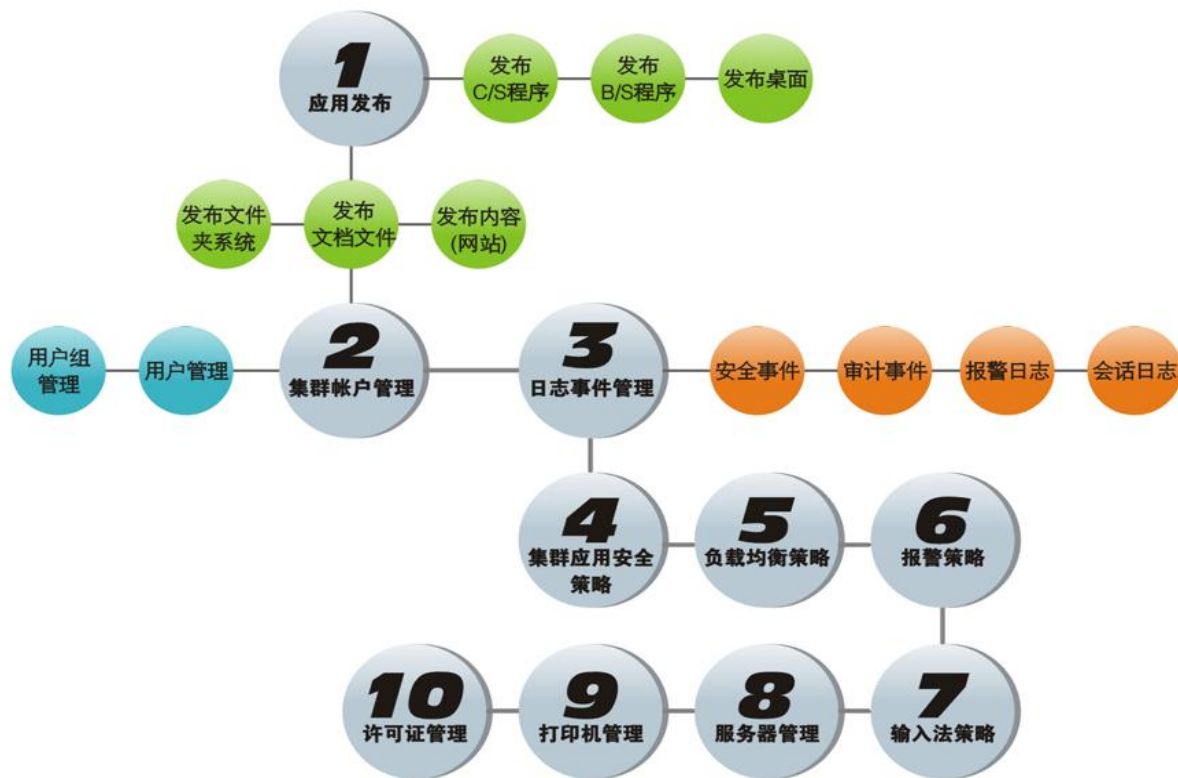 1
应用发布
发布
C/S程序
发布
B/S程序
发布桌面
发布文件
夹系统
发布
文档文件
发布内容
(网站)
用户组
管理
用户管理
2
集群帐户管理
3
日志事件管理
安全事件
审计事件
报警日志
会话日志
4
集群应用安全
策略
5
负载均衡策略
6
报警策略
7
输入法策略
8
服务器管理
9
打印机管理
10
许可证管理